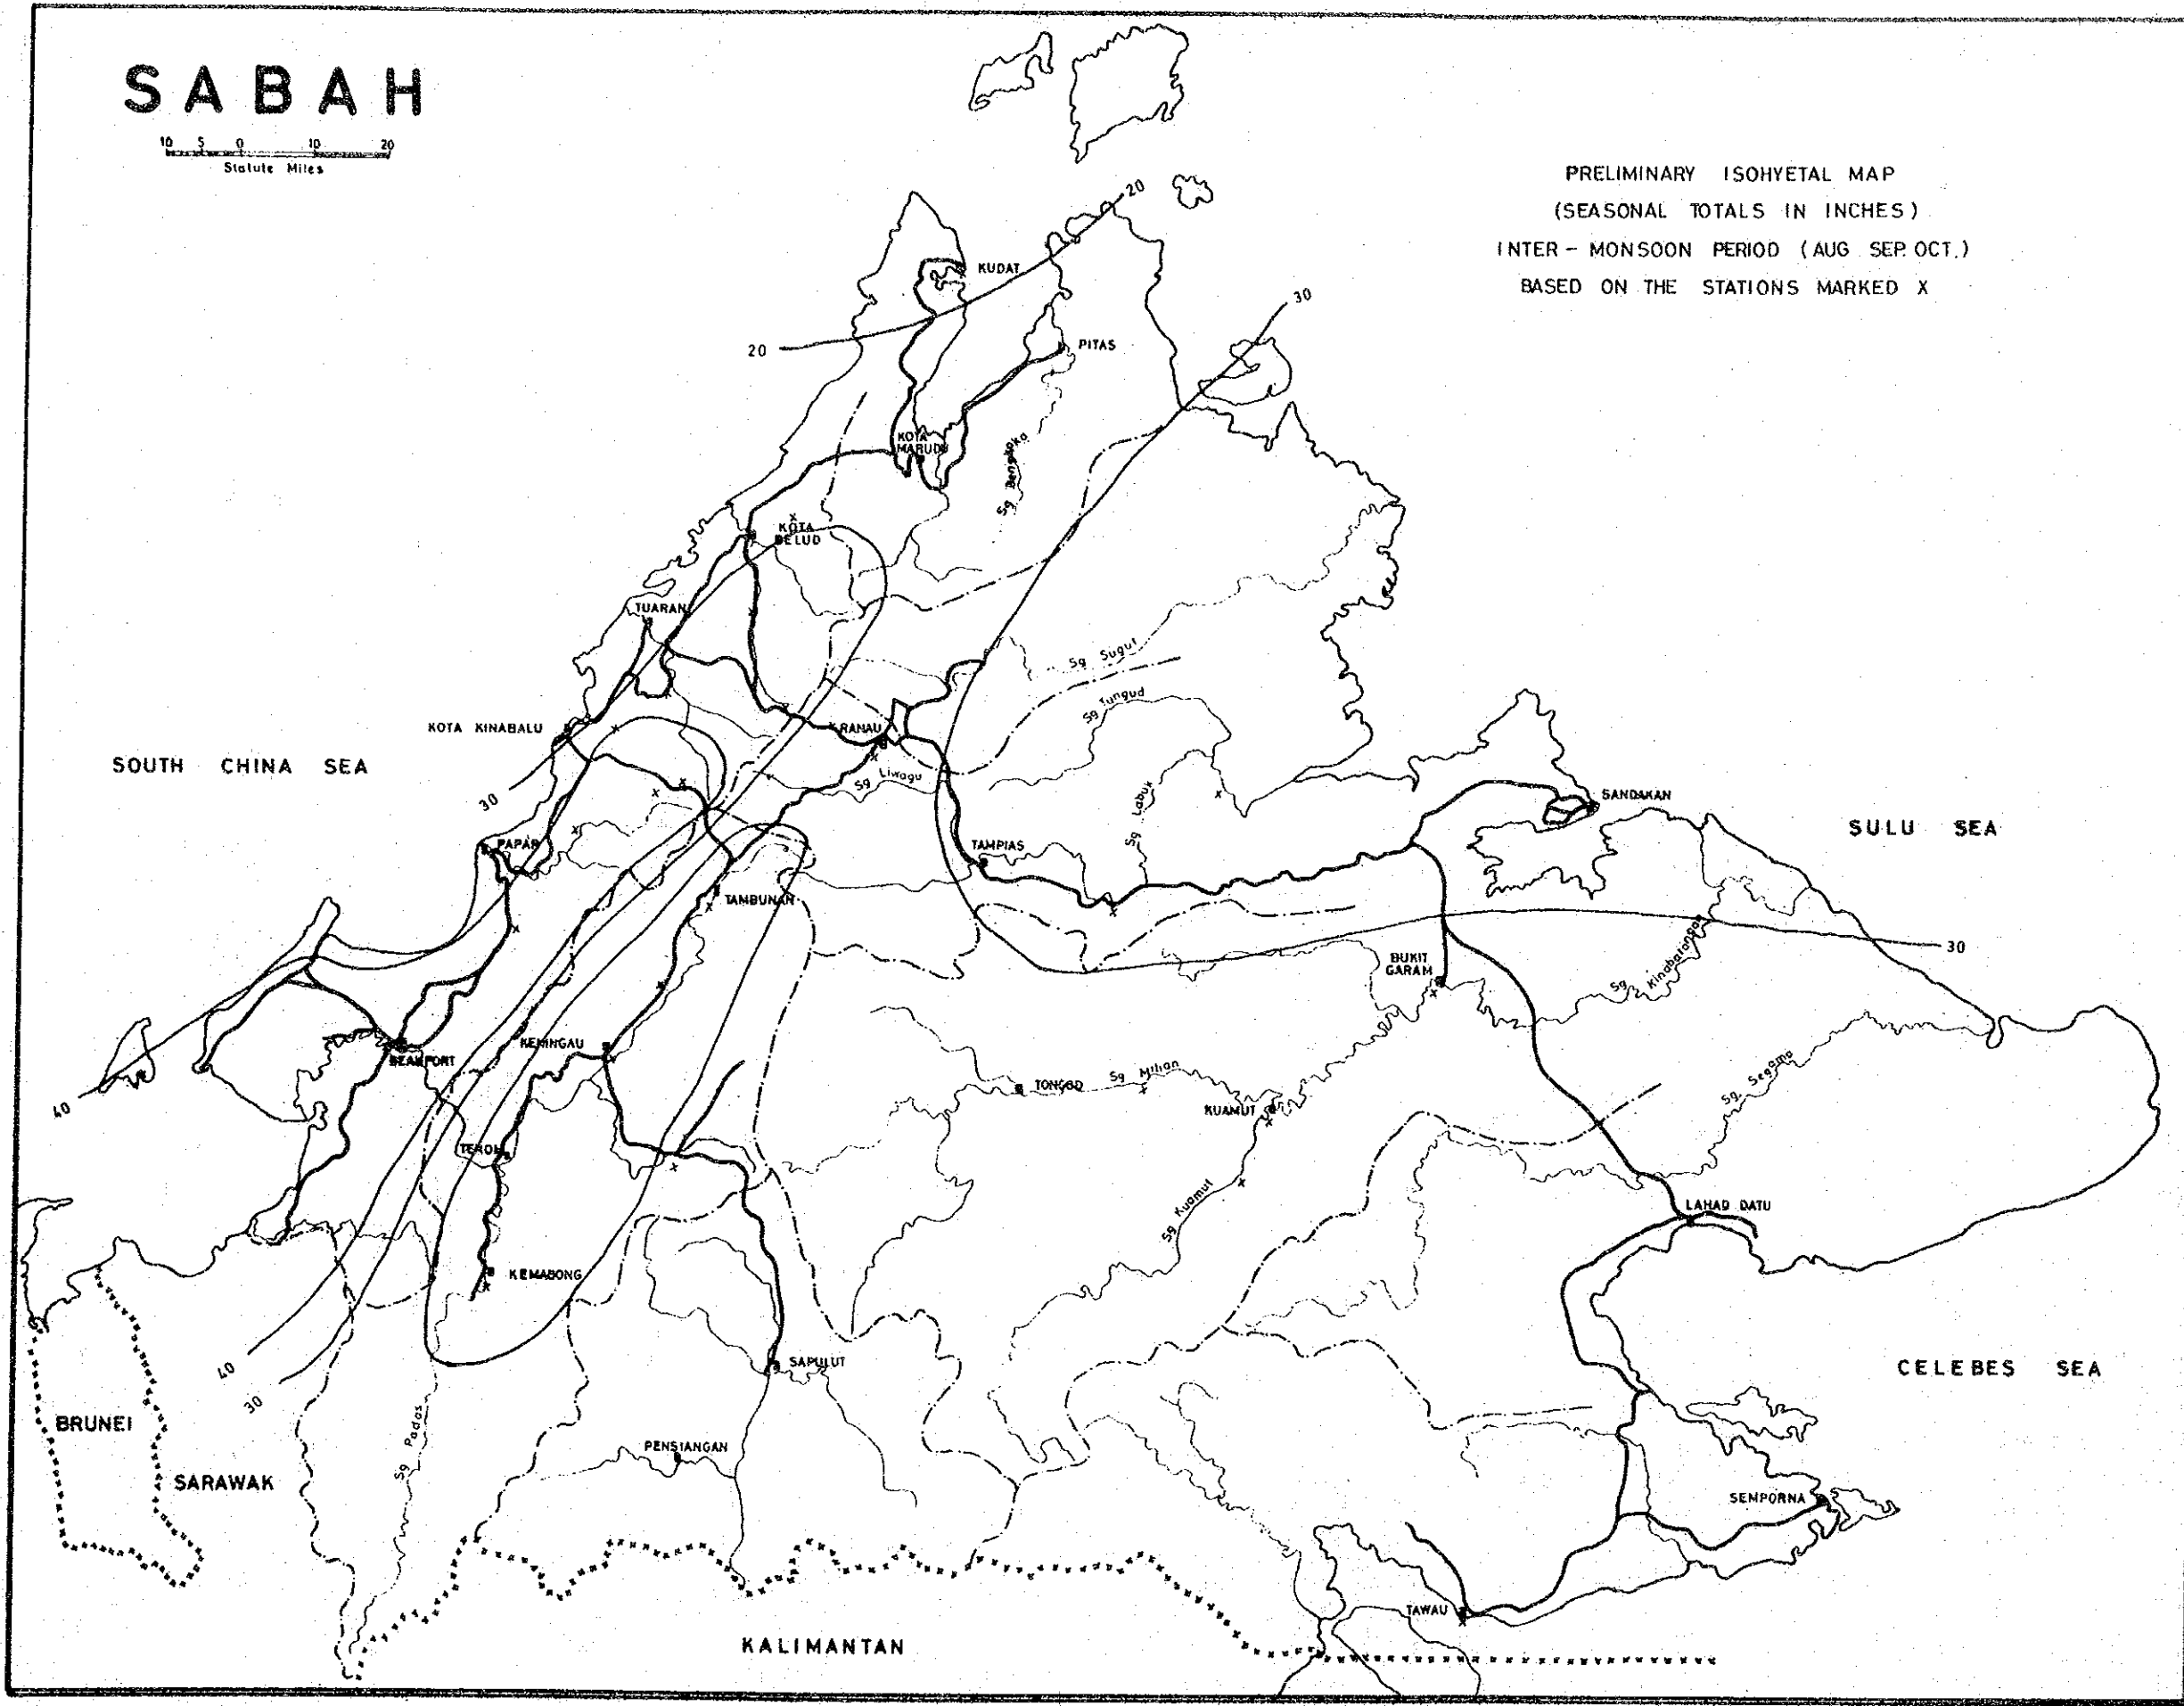 SABAH
10 5 0 10 20
Statute Miles
PRELIMINARY ISOHYETAL MAP
(SEASONAL TOTALS IN INCHES)
INTER - MONSOON PERIOD (AUG SEP. OCT.)
BASED ON THE STATIONS MARKED X
20
KUDAT
30
20
PITAS
KOTA
MARUDU
Sg Bengkoka
KOTA
BELUD
TUARAN
Sg Sugut
Sg Tungud
KOTA KINABALU
RANAU
SOUTH CHINA SEA
Sg Liwagu
30
SANDAKAN
Sg Labuk
SULU SEA
PAPAR
TAMPIAS
TAMBUNAN
30
BUKIT
GARAM
Sg Kinabatangan
KENINGAU
BEAUFORT
TONGOD
Sg Milian
Sg. Segama
40
KUAMUT
TENOM
Sg Kuamut
LAHAD DATU
KEMABONG
40
SAPULUT
CELEBES SEA
30
BRUNEI
Sg Padas
PENSIANGAN
SARAWAK
SEMPORNA
TAWAU
KALIMANTAN